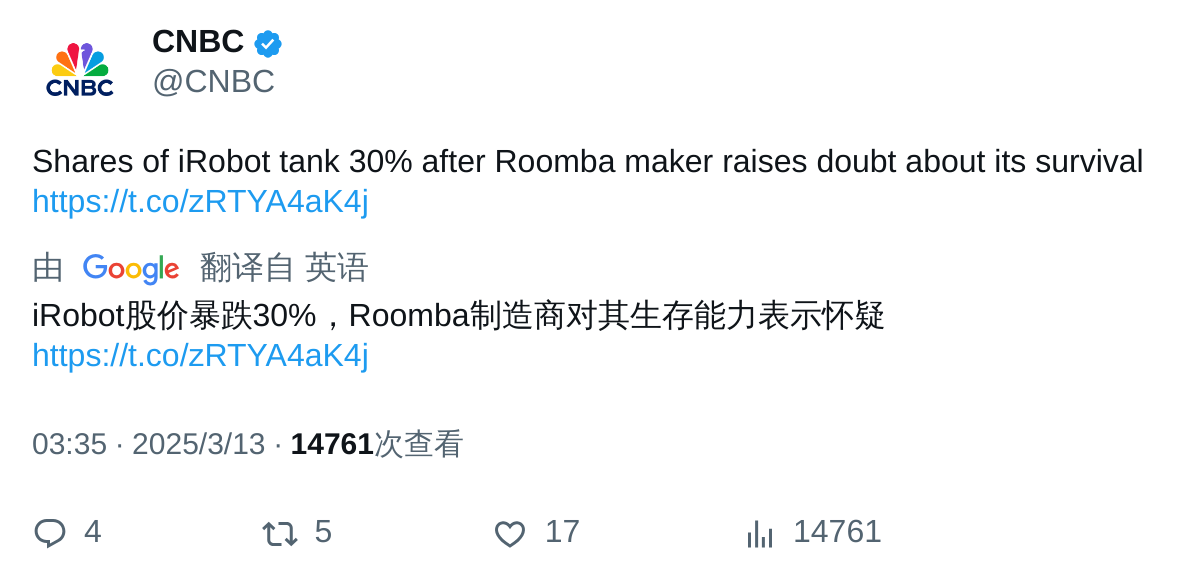 CNBC
CNBC
@CNBC
Shares of iRobot tank 30% after Roomba maker raises doubt about its survival
https://t.co/zRTYA4aK4j
由 Google 翻译自 英语
iRobot股价暴跌30%，Roomba制造商对其生存能力表示怀疑
https://t.co/zRTYA4aK4j
03:35 · 2025/3/13 · 14761次查看
4 5 17 14761